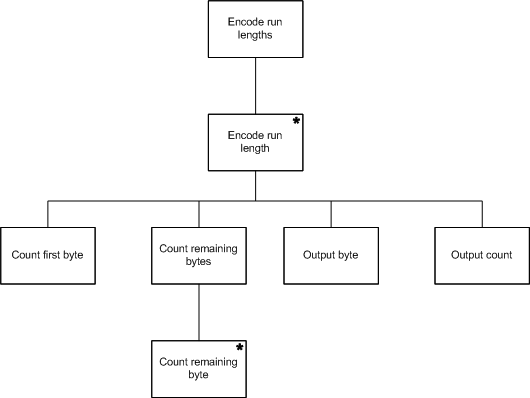 Encode run
lengths
*
Encode run
length
Count first byte
Count remaining
bytes
Output byte
Output count
*
Count remaining
byte